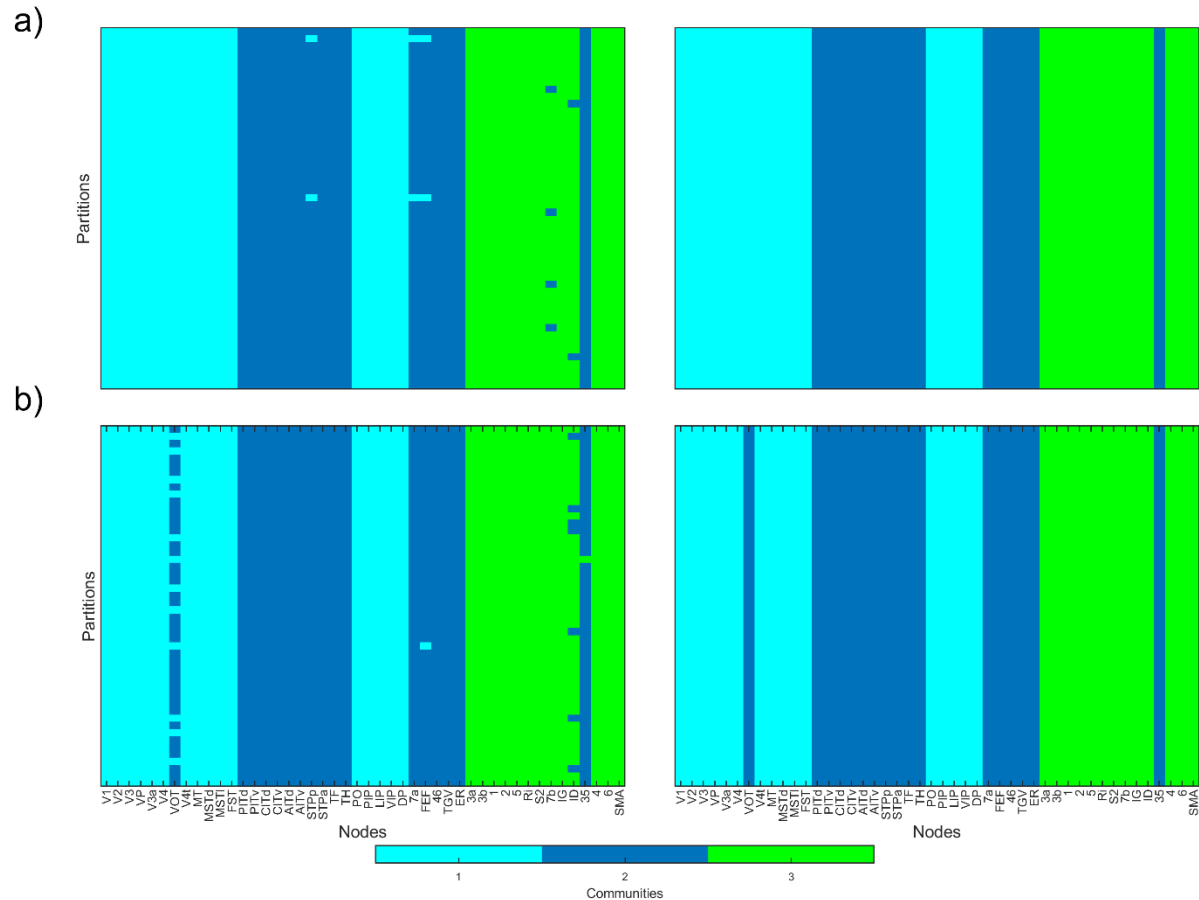 a)
Partitions
b)
Partitions
V1 V2 V3 VP V3a V4 VOT V4t MT MSTd MSTl FST PITd PITv CITd CITv AITd AITv STPp STPa TF TH PO PIP LIP VIP DP 7a FEF 46 TGV ER 3a 3b 1 2 5 Ri S2 7b IG ID 35 4 6 SMA
V1 V2 V3 VP V3a V4 VOT V4t MT MSTd MSTl FST PITd PITv CITd CITv AITd AITv STPp STPa TF TH PO PIP LIP VIP DP 7a FEF 46 TGV ER 3a 3b 1 2 5 Ri S2 7b IG ID 35 4 6 SMA
Nodes
Nodes
1 2 3
Communities